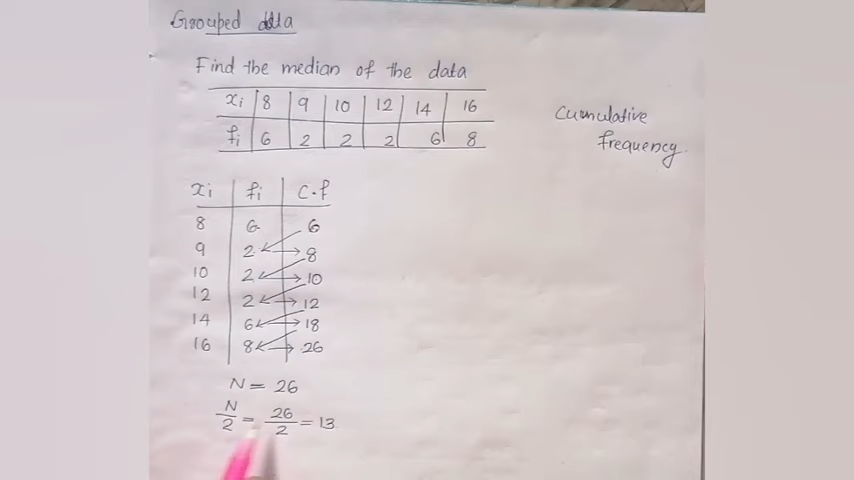 Grouped data
Find the median of the data
xi 8 9 10 12 14 16
fi 6 2 2 2 6 8
Cumulative
frequency
xi fi C.f
8 6 6
9 2 8
10 2 10
12 2 12
14 6 18
16 8 26
N = 26
N/2 = 26/2 = 13